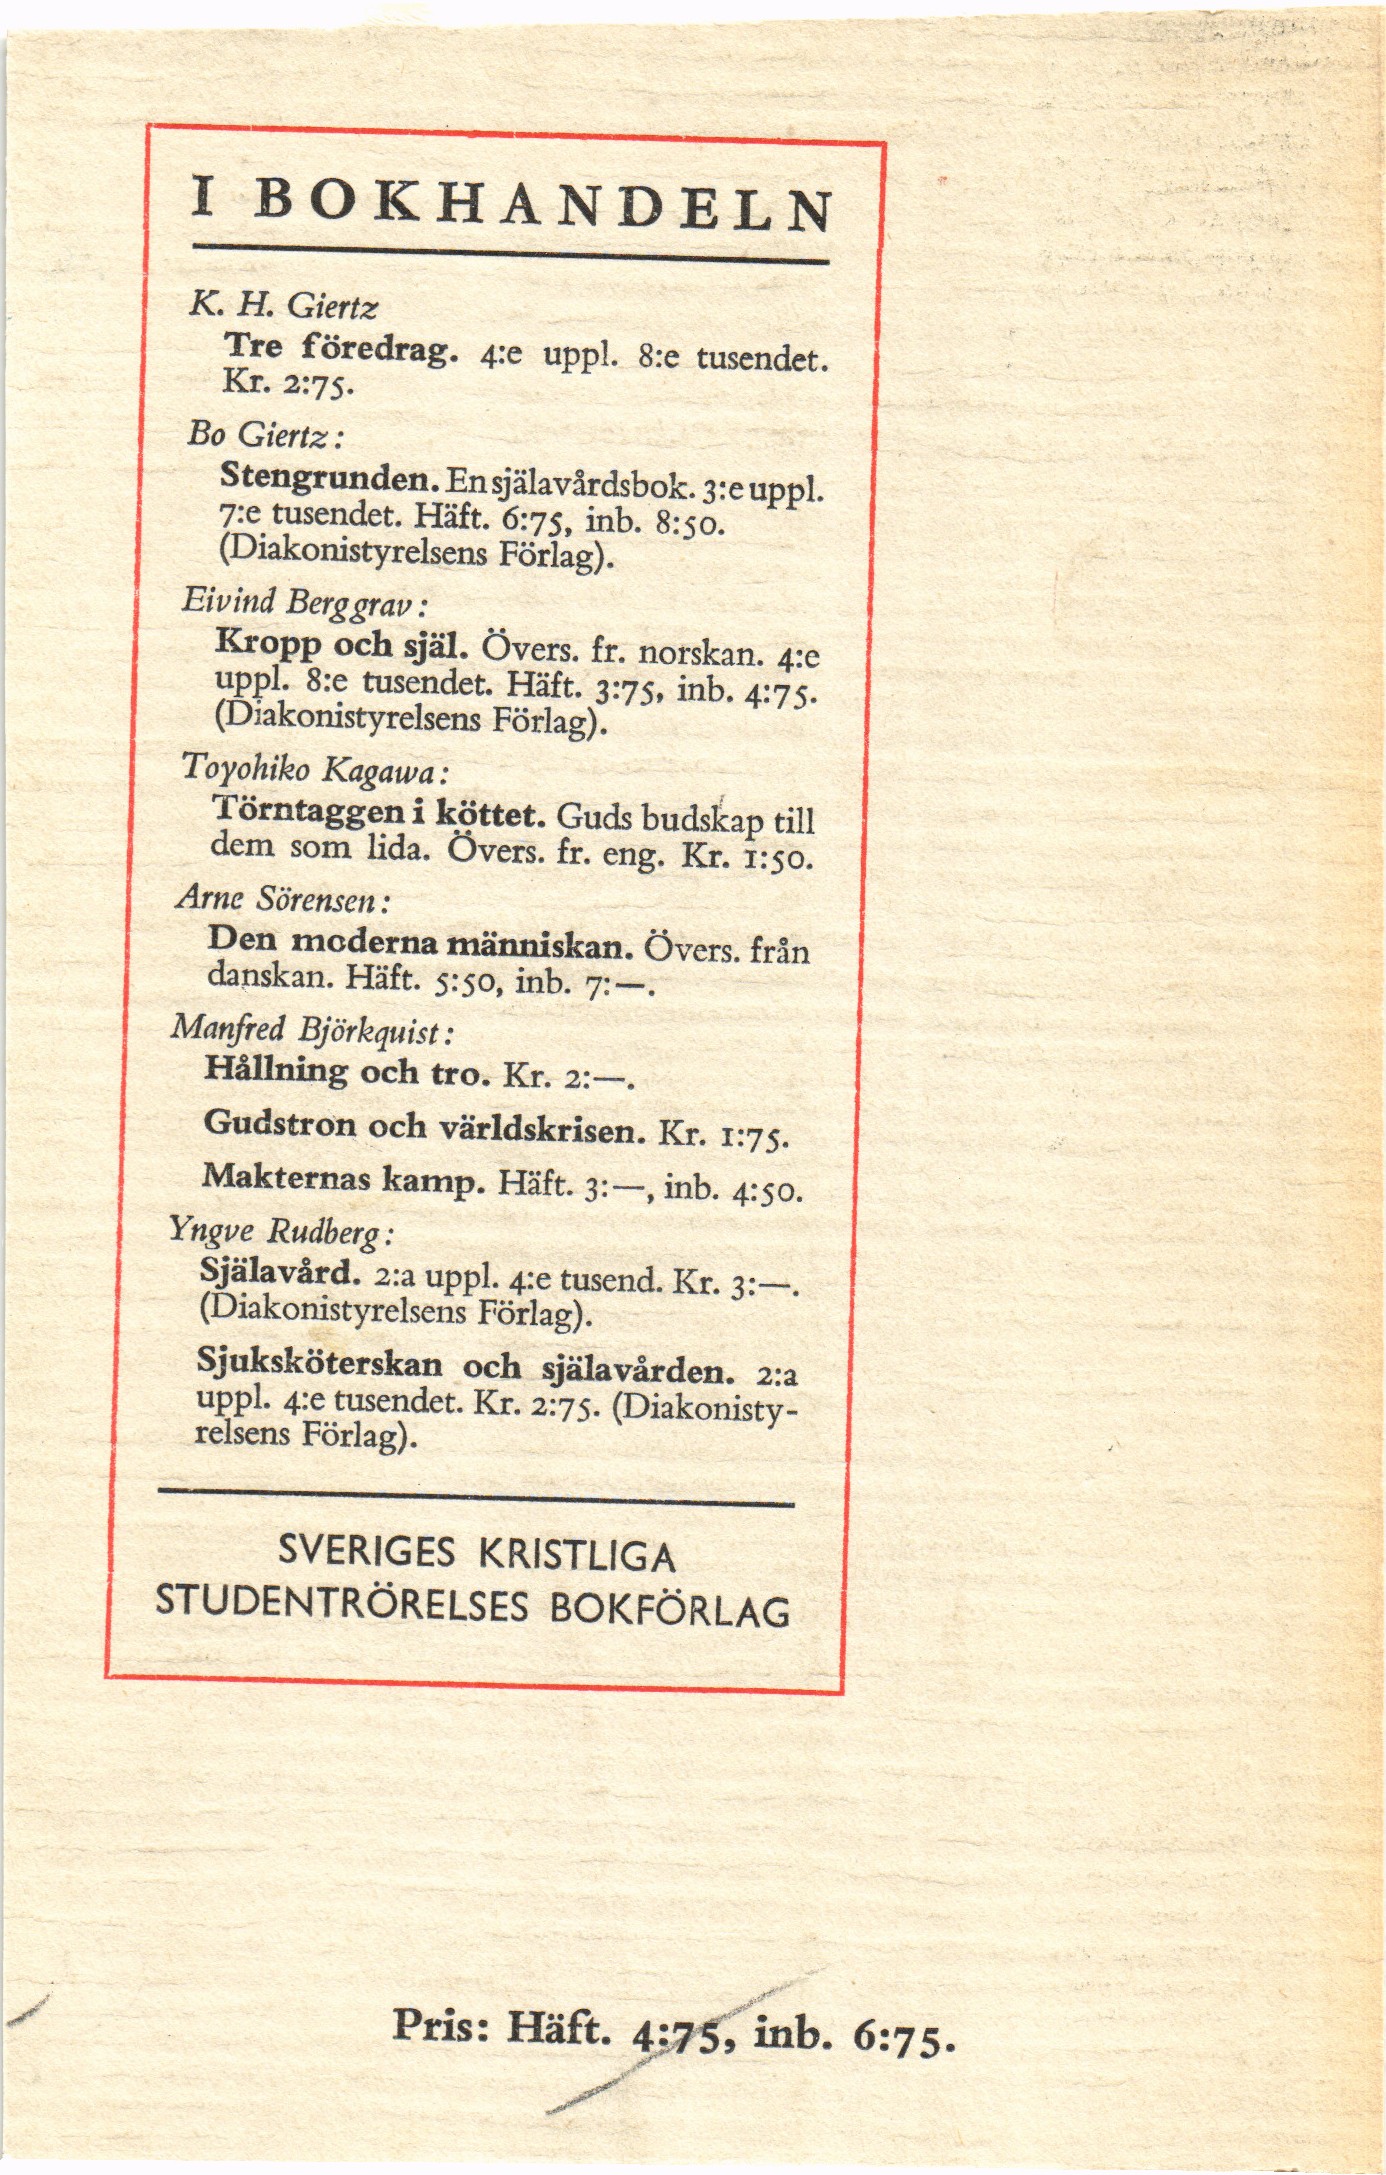 I BOKHANDELN
K. H. Giertz
Tre föredrag. 4:e uppl. 8:e tusendet.
Kr. 2:75.
Bo Giertz:
Stengrunden. En själavårdsbok. 3:e uppl.
7:e tusendet. Häft. 6:75, inb. 8:50.
(Diakonistyrelsens Förlag).
Eivind Berggrav:
Kropp och själ. Övers. fr. norskan. 4:e
uppl. 8:e tusendet. Häft. 3:75, inb. 4:75.
(Diakonistyrelsens Förlag).
Toyohiko Kagawa:
Törntaggen i köttet. Guds budskap till
dem som lida. Övers. fr. eng. Kr. 1:50.
Arne Sörensen:
Den moderna människan. Övers. från
danskan. Häft. 5:50, inb. 7:—.
Manfred Björkquist:
Hållning och tro. Kr. 2:—.
Gudstron och världskrisen. Kr. 1:75.
Makternas kamp. Häft. 3:—, inb. 4:50.
Yngve Rudberg:
Själavård. 2:a uppl. 4:e tusend. Kr. 3:—.
(Diakonistyrelsens Förlag).
Sjuksköterskan och själavården. 2:a
uppl. 4:e tusendet. Kr. 2:75. (Diakonisty-
relsens Förlag).
SVERIGES KRISTLIGA
STUDENTRÖRELSES BOKFÖRLAG
Pris: Häft. 4:75, inb. 6:75.